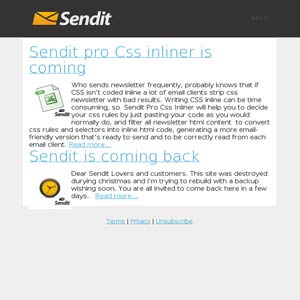 Sendit
Sendit pro Css inliner is
coming
Who sends newsletter frequently, probably knows that if
CSS isn't coded inline a lot of email clients strip css
newsletter with bad results. Writing CSS inline can be time
consuming, so Sendit Pro Css Inliner will help you to decide
your css rules by just pasting your code as you would
normally do, and filter all newsletter html content to convert
css rules and selectors into inline html code, generating a more email-
friendly version that's ready to send and to be correctly read from each
email client. Read more...
Sendit
Sendit is coming back
Dear Sendit Lovers and customers. This site was destroyed
durying christmas and i'm trying to rebuild with a backup
wishing soon. You are all invited to come back here in a few
days. Read more...
Sendit
Terms | Privacy | Unsubscribe